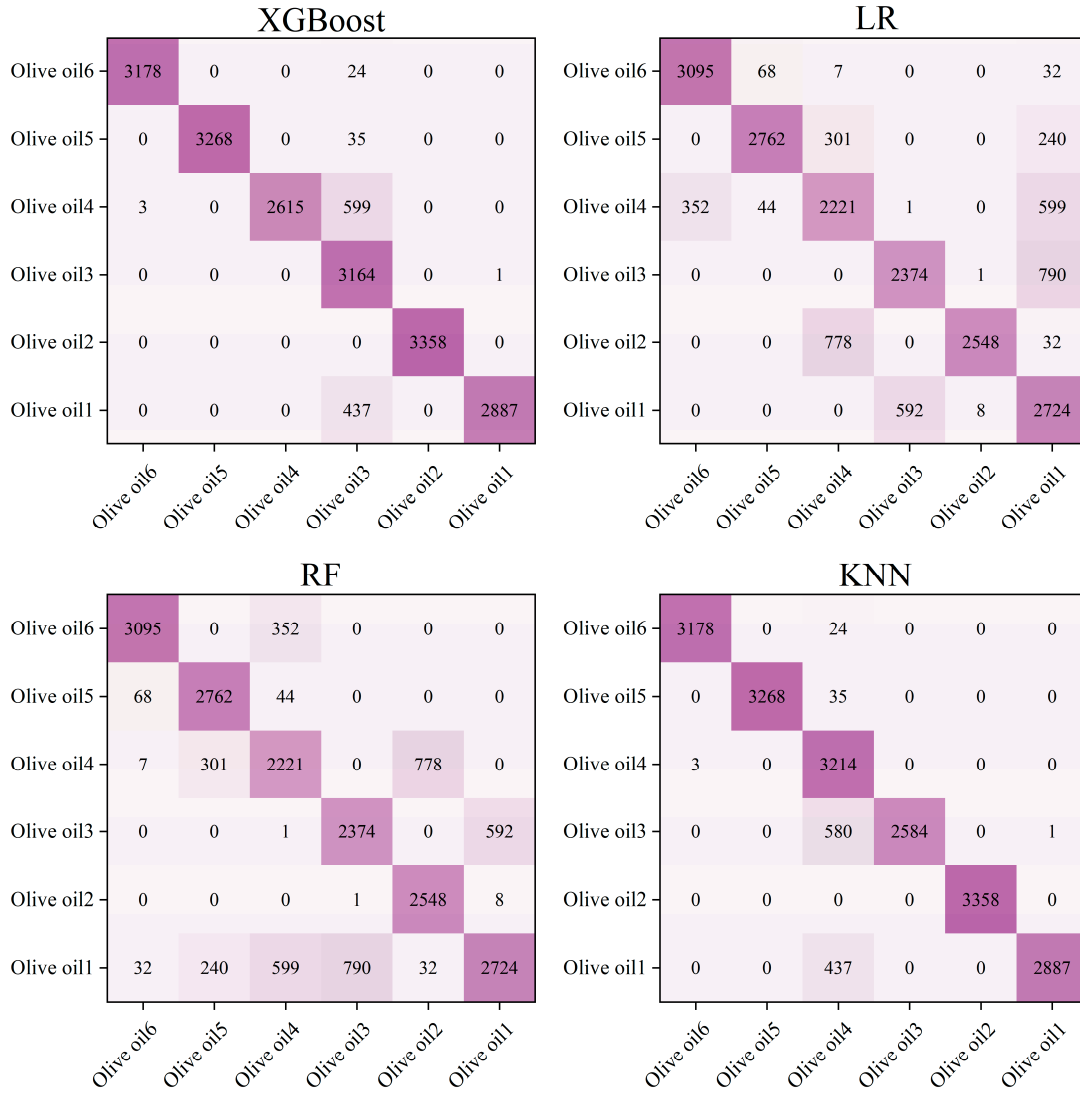 XGBoost
Olive oil6 3178 0 0 24 0 0
Olive oil5 0 3268 0 35 0 0
Olive oil4 3 0 2615 599 0 0
Olive oil3 0 0 0 3164 0 1
Olive oil2 0 0 0 0 3358 0
Olive oil1 0 0 0 437 0 2887
Olive oil6 Olive oil5 Olive oil4 Olive oil3 Olive oil2 Olive oil1
LR
Olive oil6 3095 68 7 0 0 32
Olive oil5 0 2762 301 0 0 240
Olive oil4 352 44 2221 1 0 599
Olive oil3 0 0 0 2374 1 790
Olive oil2 0 0 778 0 2548 32
Olive oil1 0 0 0 592 8 2724
Olive oil6 Olive oil5 Olive oil4 Olive oil3 Olive oil2 Olive oil1
RF
Olive oil6 3095 0 352 0 0 0
Olive oil5 68 2762 44 0 0 0
Olive oil4 7 301 2221 0 778 0
Olive oil3 0 0 1 2374 0 592
Olive oil2 0 0 0 1 2548 8
Olive oil1 32 240 599 790 32 2724
Olive oil6 Olive oil5 Olive oil4 Olive oil3 Olive oil2 Olive oil1
KNN
Olive oil6 3178 0 24 0 0 0
Olive oil5 0 3268 35 0 0 0
Olive oil4 3 0 3214 0 0 0
Olive oil3 0 0 580 2584 0 1
Olive oil2 0 0 0 0 3358 0
Olive oil1 0 0 437 0 0 2887
Olive oil6 Olive oil5 Olive oil4 Olive oil3 Olive oil2 Olive oil1